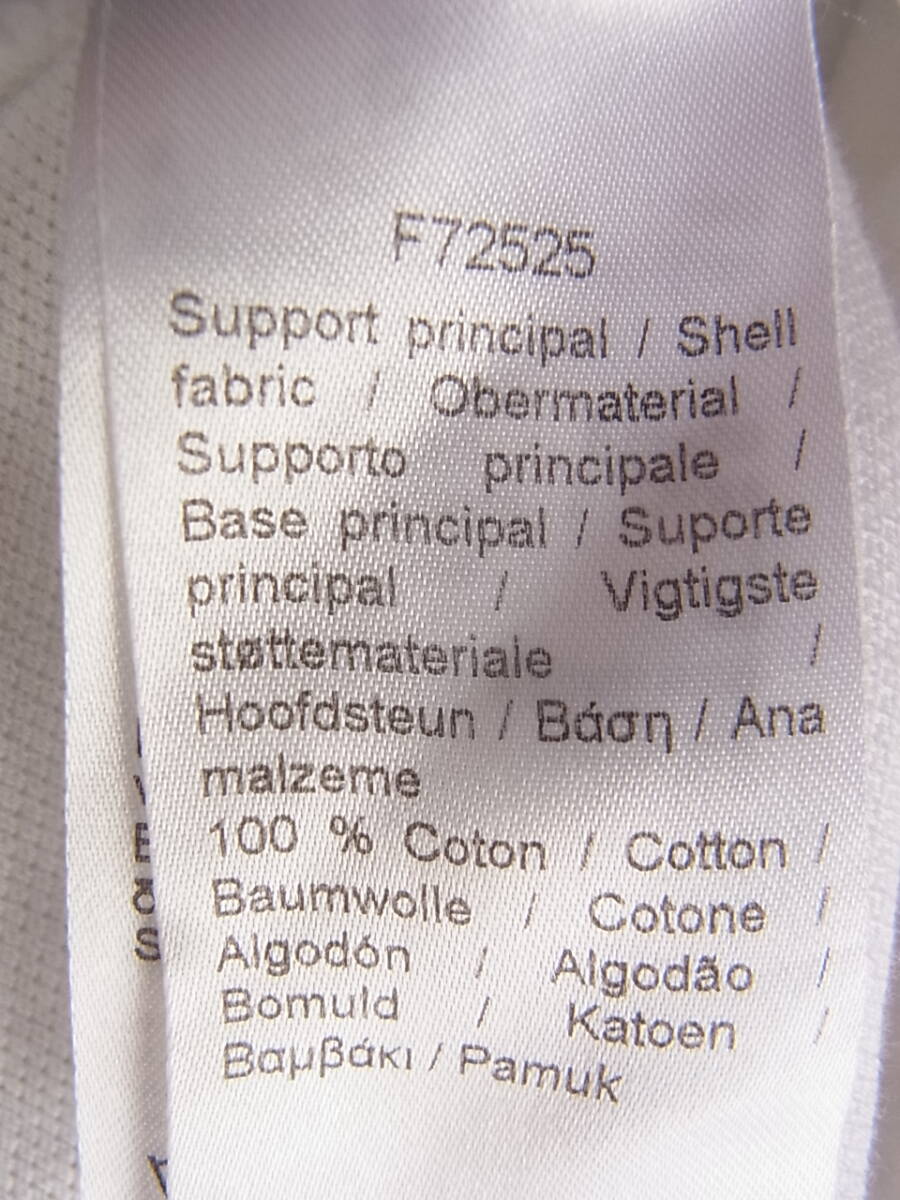 F72525
Support principal / Shell
fabric / Obermaterial /
Supporto principale /
Base principal / Suporte
principal / Vigtigste
støttemateriale /
Hoofdsteun / Βάση / Ana
malzeme
100 % Coton / Cotton /
Baumwolle / Cotone /
Algodón / Algodão /
Bomuld / Katoen /
Βαμβάκι / Pamuk